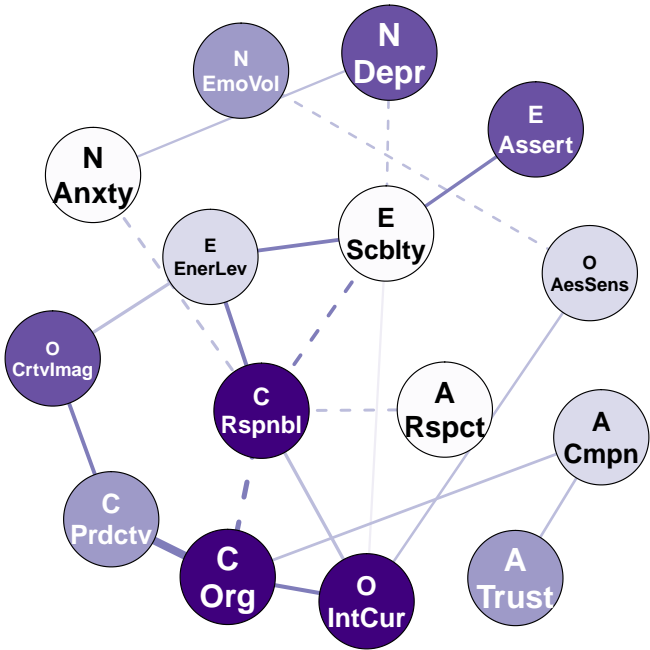 N
Depr
N
EmoVol
E
Assert
N
Anxty
E
Scblty
E
EnerLev
O
AesSens
O
CrtvImag
C
Rspnbl
A
Rspct
A
Cmpn
C
Prdctv
C
Org
O
IntCur
A
Trust